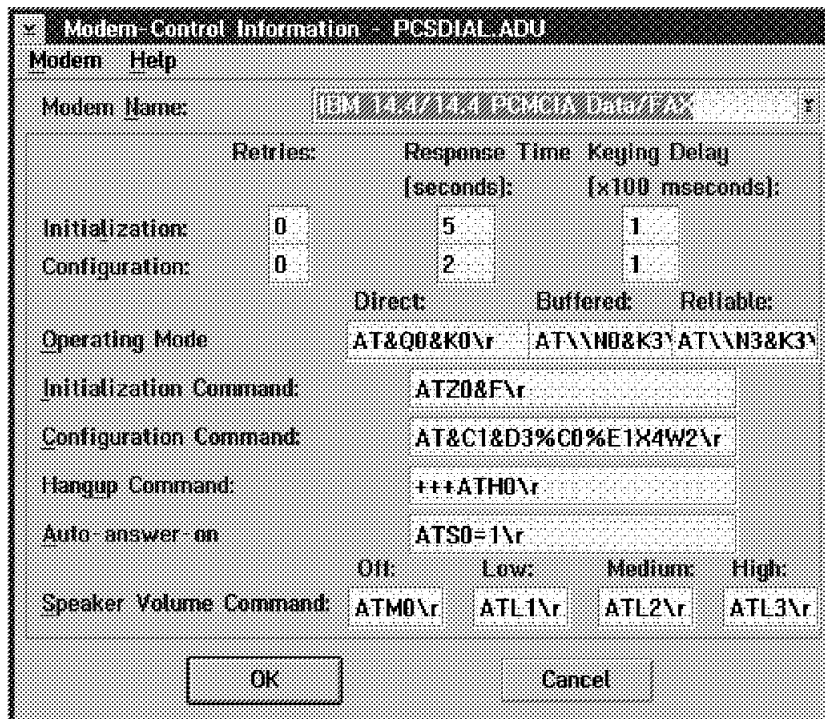 Modem-Control Information - PCSDIAL.ADU
Modem Help
Modem Name: IBM 14.4/14.4 PCMCIA Data/FAX
Retries: Response Time Keying Delay
(seconds): (x100 mseconds):
Initialization: 0 5 1
Configuration: 0 2 1
Direct: Buffered: Reliable:
Operating Mode AT&Q0&K0\r AT\\N0&K3\ AT\\N3&K3\
Initialization Command: ATZ0&F\r
Configuration Command: AT&C1&D3%C0%E1X4W2\r
Hangup Command: +++ATH0\r
Auto-answer-on ATS0=1\r
Off: Low: Medium: High:
Speaker Volume Command: ATM0\r ATL1\r ATL2\r ATL3\r
OK Cancel